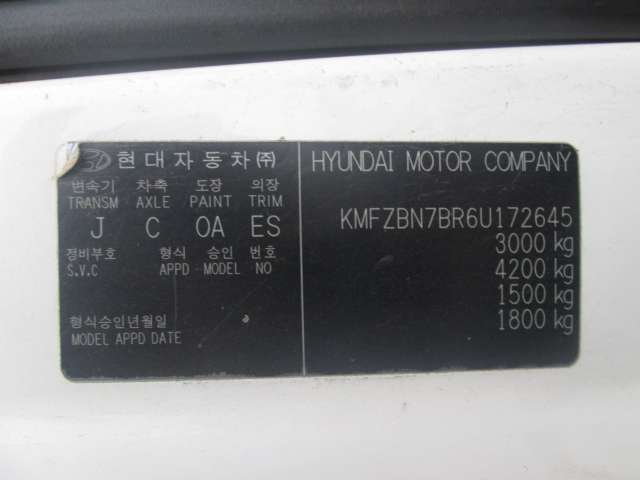 현대자동차㈜
변속기 차축 도장 의장
TRANSM AXLE PAINT TRIM
J C OA ES
정비부호 형식 승인 번호
S.V.C APPD MODEL NO
형식승인년월일
MODEL APPD DATE
HYUNDAI MOTOR COMPANY
KMFZBN7BR6U172645
3000 kg
4200 kg
1500 kg
1800 kg